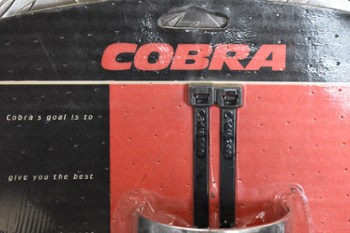 COBRA
Cobra's goal is to
give you the best